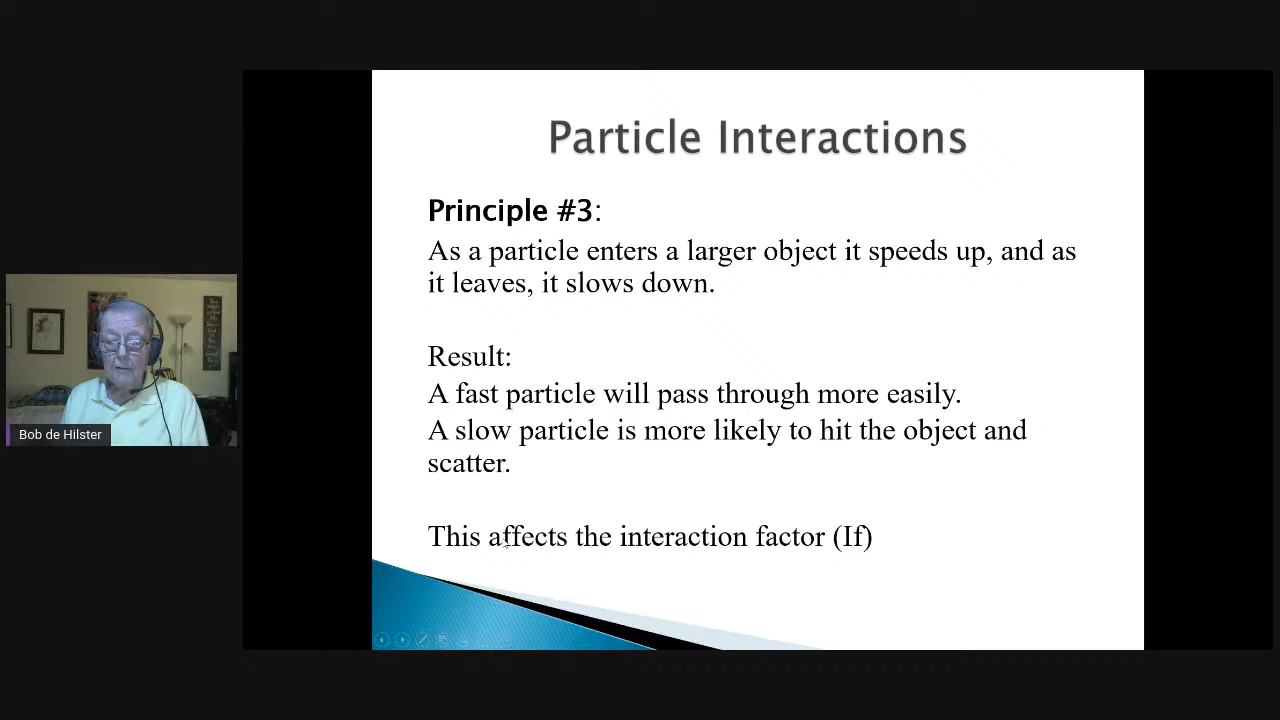 Particle Interactions
Principle #3:
As a particle enters a larger object it speeds up, and as
it leaves, it slows down.
Result:
A fast particle will pass through more easily.
A slow particle is more likely to hit the object and
scatter.
This affects the interaction factor (If)
Bob de Hilster